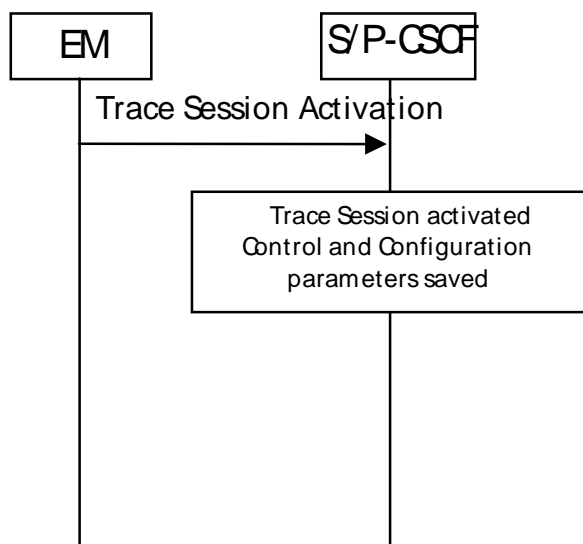 EM
S/P-CSCF
Trace Session Activation
Trace Session activated
Control and Configuration
parameters saved